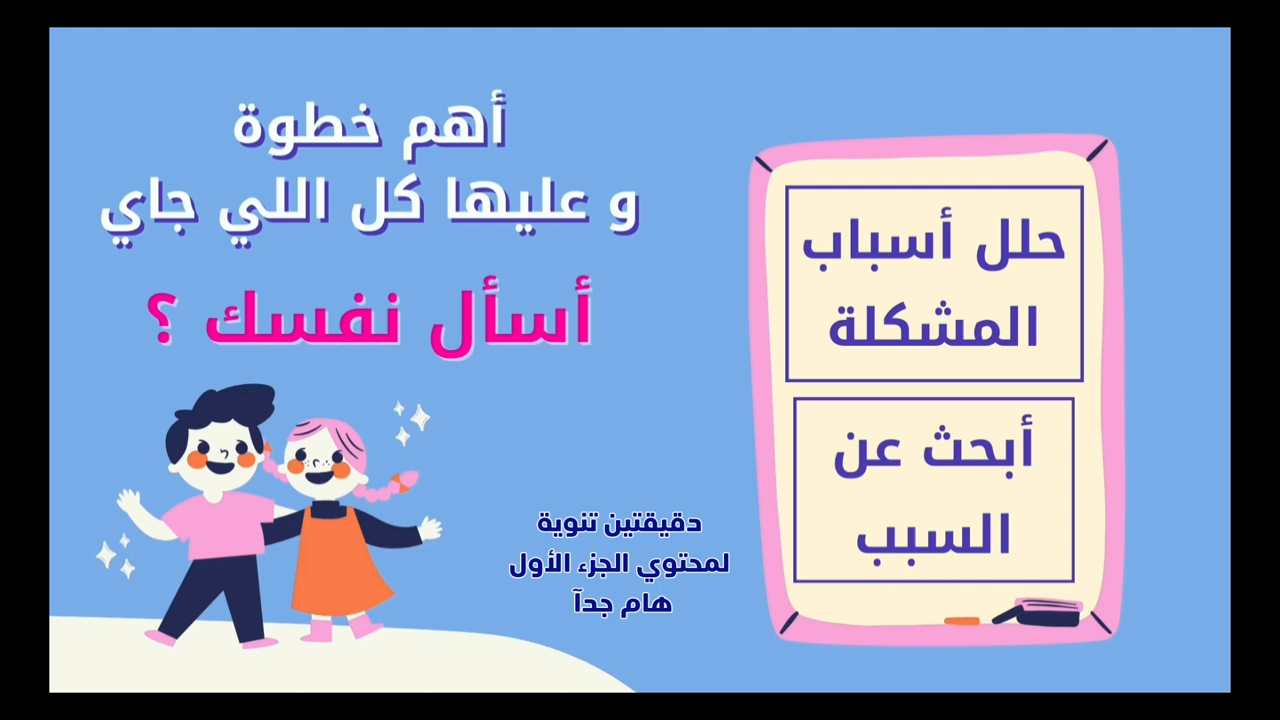 أهم خطوة
و عليها كل اللي جاي
أسأل نفسك ؟
حلل أسباب
المشكلة
أبحث عن
السبب
دقيقتين تنوية
لمحتوي الجزء الأول
هام جدآ